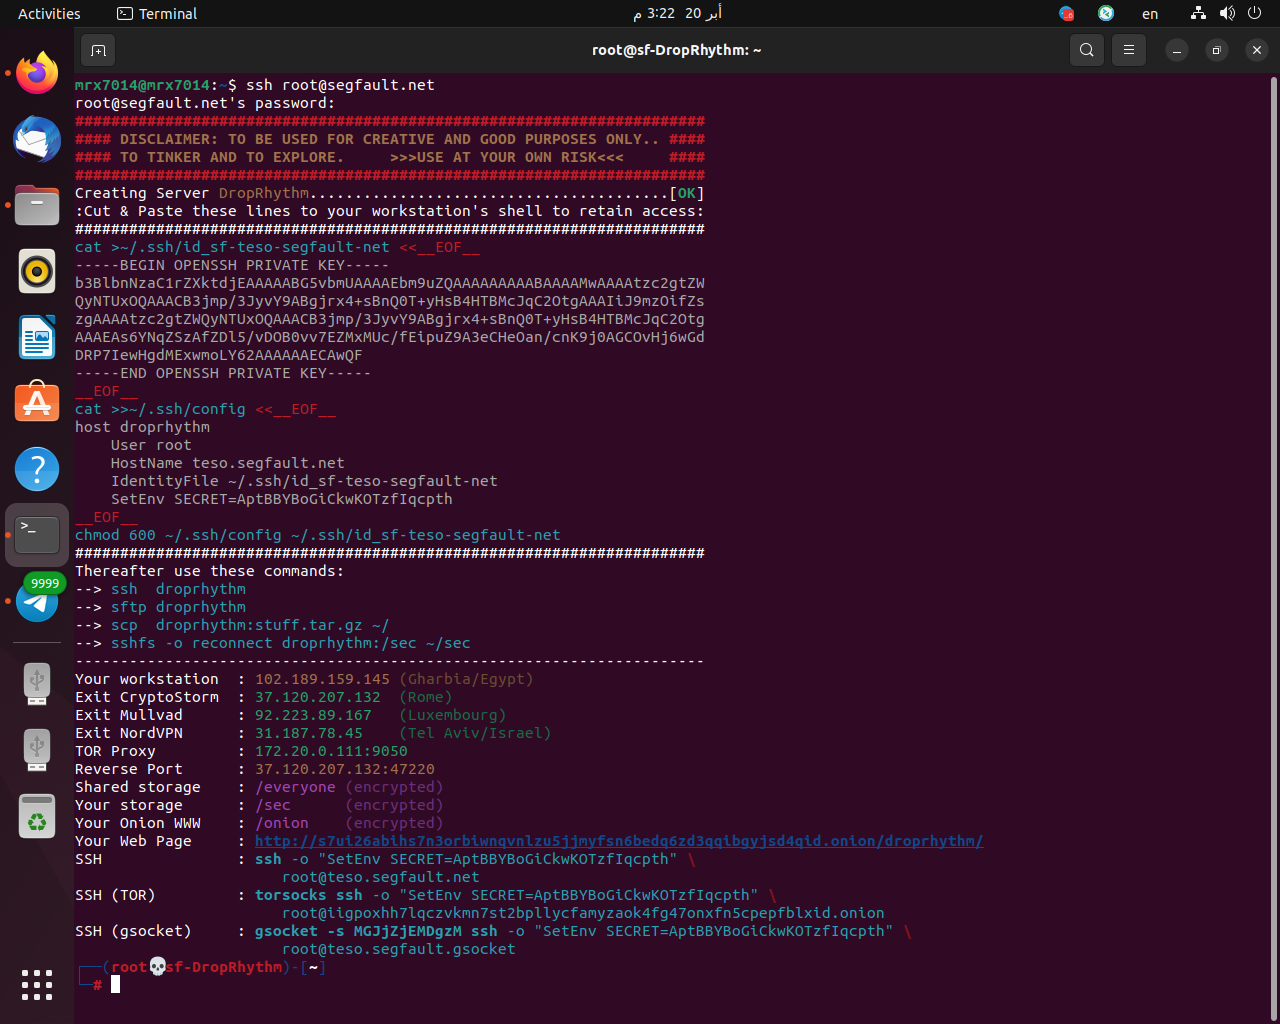 Activities Terminal أبر 20 3:22 م en
root@sf-DropRhythm: ~
mrx7014@mrx7014:~$ ssh root@segfault.net
root@segfault.net's password:
######################################################################
#### DISCLAIMER: TO BE USED FOR CREATIVE AND GOOD PURPOSES ONLY.. ####
#### TO TINKER AND TO EXPLORE.     >>>USE AT YOUR OWN RISK<<<     ####
######################################################################
Creating Server DropRhythm........................................[OK]
:Cut & Paste these lines to your workstation's shell to retain access:
######################################################################
cat >~/.ssh/id_sf-teso-segfault-net <<__EOF__
-----BEGIN OPENSSH PRIVATE KEY-----
b3BlbnNzaC1rZXktdjEAAAAABG5vbmUAAAAEbm9uZQAAAAAAAAABAAAAMwAAAAtzc2gtZW
QyNTUxOQAAACB3jmp/3JyvY9ABgjrx4+sBnQ0T+yHsB4HTBMcJqC2OtgAAAIiJ9mzOifZs
zgAAAAtzc2gtZWQyNTUxOQAAACB3jmp/3JyvY9ABgjrx4+sBnQ0T+yHsB4HTBMcJqC2Otg
AAAEAs6YNqZSzAfZDl5/vDOB0vv7EZMxMUc/fEipuZ9A3eCHeOan/cnK9j0AGCOvHj6wGd
DRP7IewHgdMExwmoLY62AAAAAAECAwQF
-----END OPENSSH PRIVATE KEY-----
__EOF__
cat >>~/.ssh/config <<__EOF__
host droprhythm
    User root
    HostName teso.segfault.net
    IdentityFile ~/.ssh/id_sf-teso-segfault-net
    SetEnv SECRET=AptBBYBoGiCkwKOTzfIqcpth
__EOF__
chmod 600 ~/.ssh/config ~/.ssh/id_sf-teso-segfault-net
######################################################################
Thereafter use these commands:
--> ssh  droprhythm
--> sftp droprhythm
--> scp  droprhythm:stuff.tar.gz ~/
--> sshfs -o reconnect droprhythm:/sec ~/sec
----------------------------------------------------------------------
Your workstation  : 102.189.159.145 (Gharbia/Egypt)
Exit CryptoStorm  : 37.120.207.132  (Rome)
Exit Mullvad      : 92.223.89.167   (Luxembourg)
Exit NordVPN      : 31.187.78.45    (Tel Aviv/Israel)
TOR Proxy         : 172.20.0.111:9050
Reverse Port      : 37.120.207.132:47220
Shared storage    : /everyone (encrypted)
Your storage      : /sec      (encrypted)
Your Onion WWW    : /onion    (encrypted)
Your Web Page     : http://s7ui26abihs7n3orbiwnqvnlzu5jjmyfsn6bedq6zd3qqibgyjsd4qid.onion/droprhythm/
SSH               : ssh -o "SetEnv SECRET=AptBBYBoGiCkwKOTzfIqcpth" \
                       root@teso.segfault.net
SSH (TOR)         : torsocks ssh -o "SetEnv SECRET=AptBBYBoGiCkwKOTzfIqcpth" \
                       root@iigpoxhh7lqczvkmn7st2bpllycfamyzaok4fg47onxfn5cpepfblxid.onion
SSH (gsocket)     : gsocket -s MGJjZjEMDgzM ssh -o "SetEnv SECRET=AptBBYBoGiCkwKOTzfIqcpth" \
                       root@teso.segfault.gsocket
┌──(root💀sf-DropRhythm)-[~]
└─#
9999